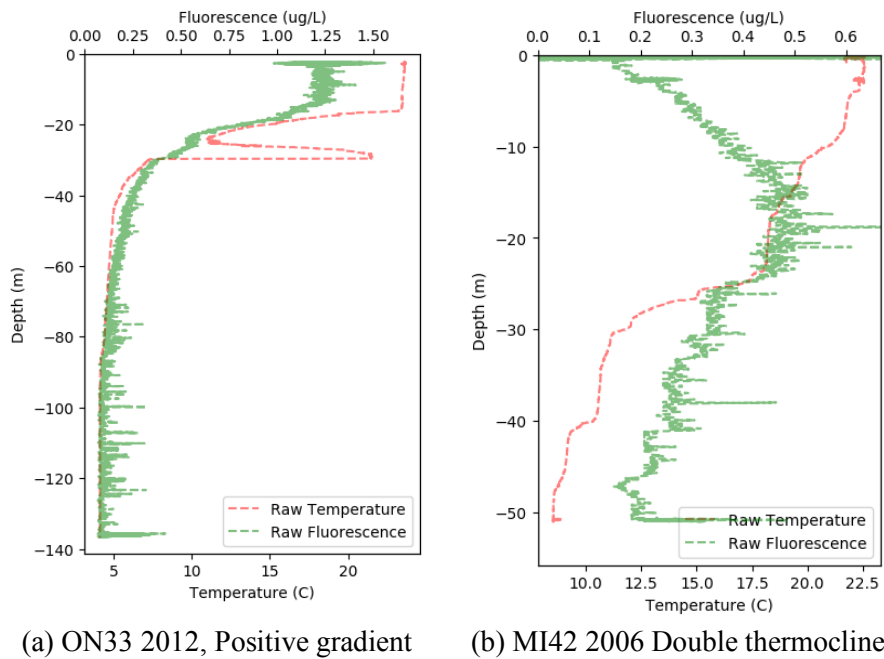 Fluorescence (ug/L)
0.00 0.25 0.50 0.75 1.00 1.25 1.50
0
−20
−40
−60
−80
−100
−120
−140
Depth (m)
Raw Temperature
Raw Fluorescence
5 10 15 20
Temperature (C)
(a) ON33 2012, Positive gradient
Fluorescence (ug/L)
0.0 0.1 0.2 0.3 0.4 0.5 0.6
0
−10
−20
−30
−40
−50
Depth (m)
Raw Temperature
Raw Fluorescence
10.0 12.5 15.0 17.5 20.0 22.5
Temperature (C)
(b) MI42 2006 Double thermocline